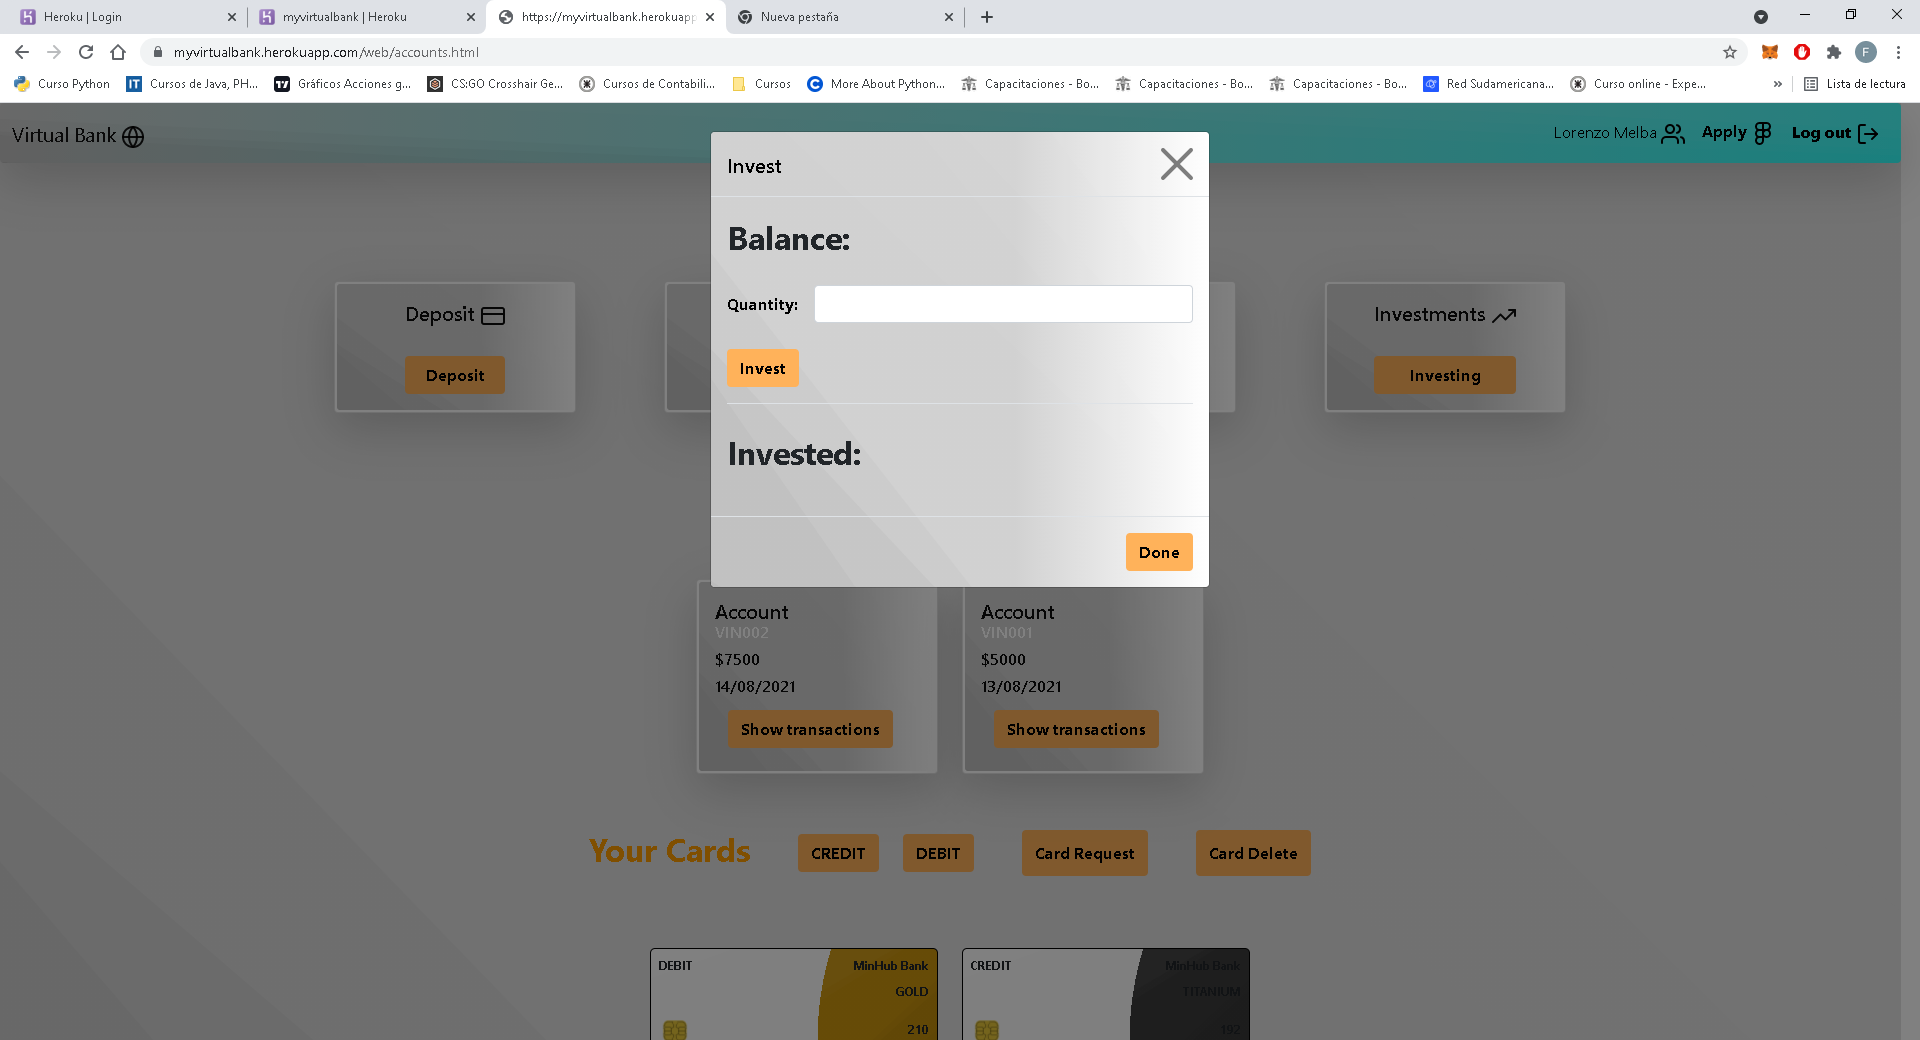 Heroku | Login
myvirtualbank | Heroku
https://myvirtualbank.herokuapp
Nueva pestaña
myvirtualbank.herokuapp.com/web/accounts.html
F
Curso Python
IT Cursos de Java, PH...
Gráficos Acciones g...
CS:GO Crosshair Ge...
Cursos de Contabili...
Cursos
More About Python...
Capacitaciones - Bo...
Capacitaciones - Bo...
Capacitaciones - Bo...
Red Sudamericana...
Curso online - Expe...
»
Lista de lectura
Virtual Bank
Lorenzo Melba
Apply
Log out
Invest
Balance:
Quantity:
Invest
Invested:
Done
Deposit
Deposit
Investments
Investing
Account
VIN002
$7500
14/08/2021
Show transactions
Account
VIN001
$5000
13/08/2021
Show transactions
Your Cards
CREDIT
DEBIT
Card Request
Card Delete
DEBIT
MinHub Bank
GOLD
210
CREDIT
MinHub Bank
TITANIUM
192